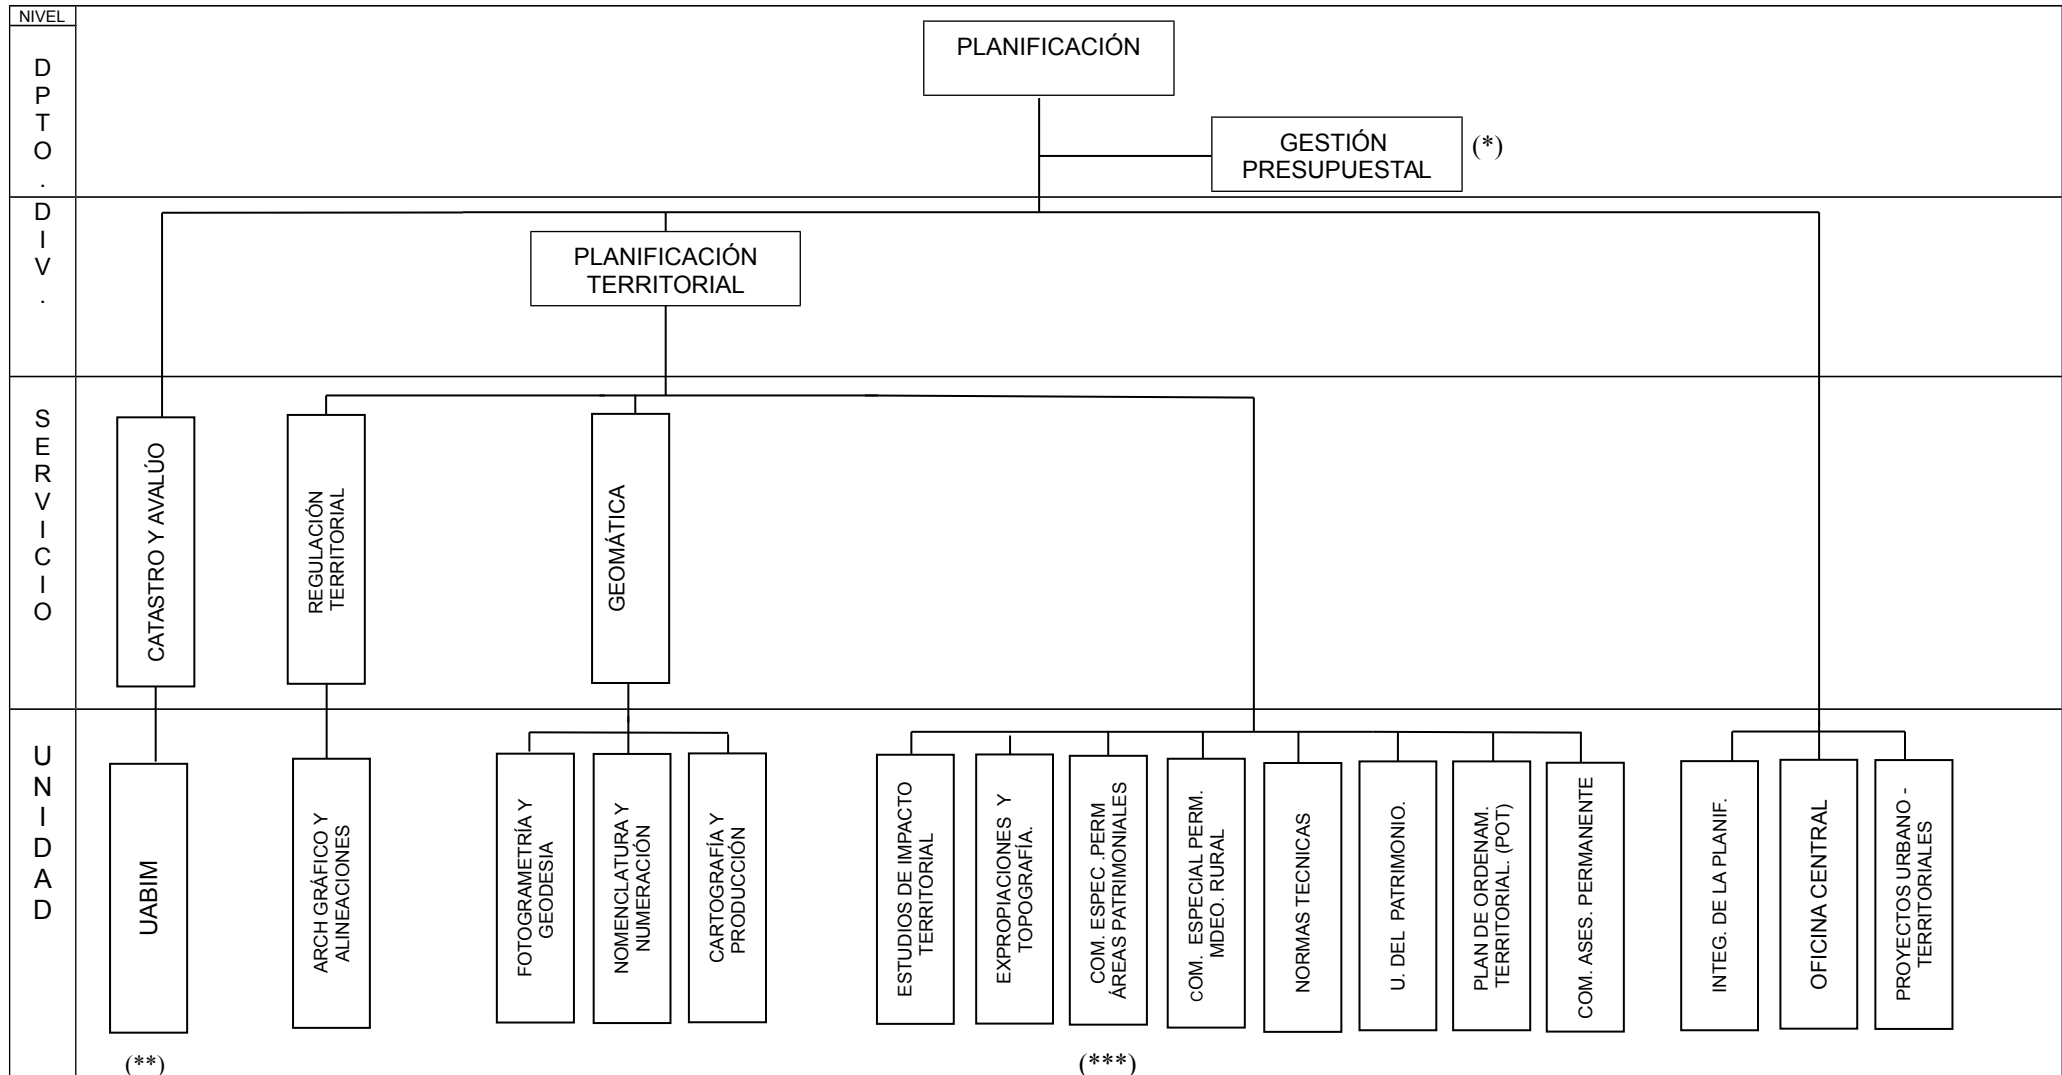 NIVEL
PLANIFICACIÓN
D
P
T
O
.
GESTIÓN
PRESUPUESTAL
(*)
D
I
V
.
PLANIFICACIÓN
TERRITORIAL
S
E
R
V
I
C
I
O
CATASTRO Y AVALÚO
REGULACIÓN
TERRITORIAL
GEOMÁTICA
U
N
I
D
A
D
UABIM
ARCH GRÁFICO Y
ALINEACIONES
FOTOGRAMETRÍA Y
GEODESIA
NOMENCLATURA Y
NUMERACIÓN
CARTOGRAFÍA Y
PRODUCCIÓN
ESTUDIOS DE IMPACTO
TERRITORIAL
EXPROPIACIONES Y
TOPOGRAFÍA.
COM. ESPEC .PERM
ÁREAS PATRIMONIALES
COM. ESPECIAL PERM.
MDEO. RURAL
NORMAS TECNICAS
U. DEL PATRIMONIO.
PLAN DE ORDENAM.
TERRITORIAL. (POT)
COM. ASES. PERMANENTE
INTEG. DE LA PLANIF.
OFICINA CENTRAL
PROYECTOS URBANO -
TERRITORIALES
(**)
(***)